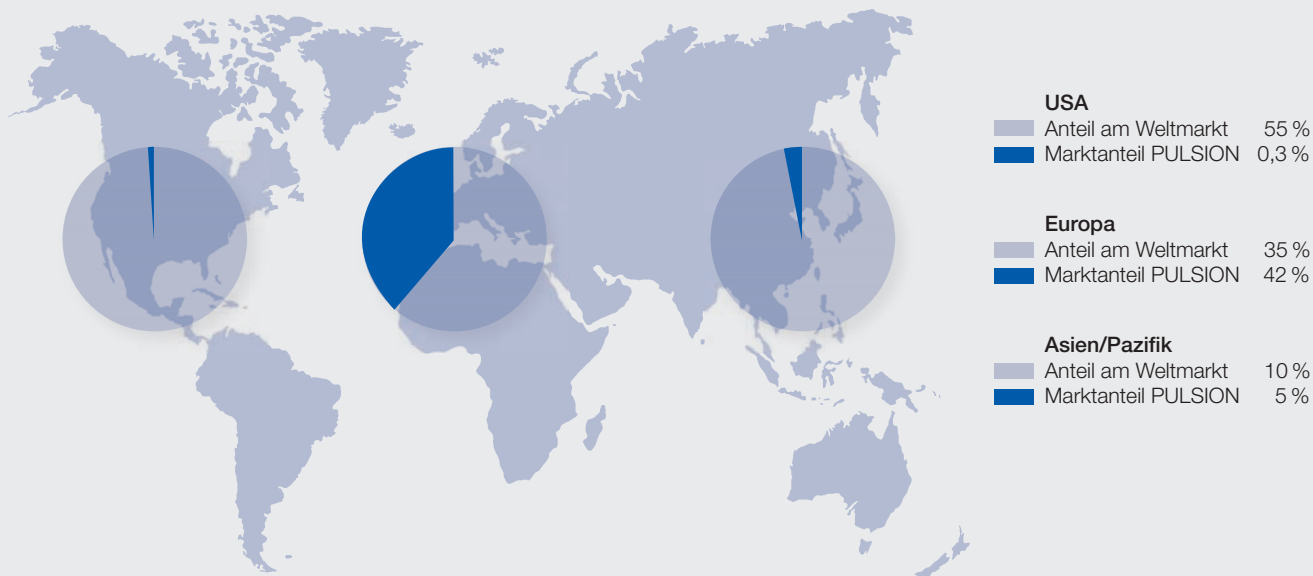 USA
Anteil am Weltmarkt 55 %
Marktanteil PULSION 0,3 %
Europa
Anteil am Weltmarkt 35 %
Marktanteil PULSION 42 %
Asien/Pazifik
Anteil am Weltmarkt 10 %
Marktanteil PULSION 5 %